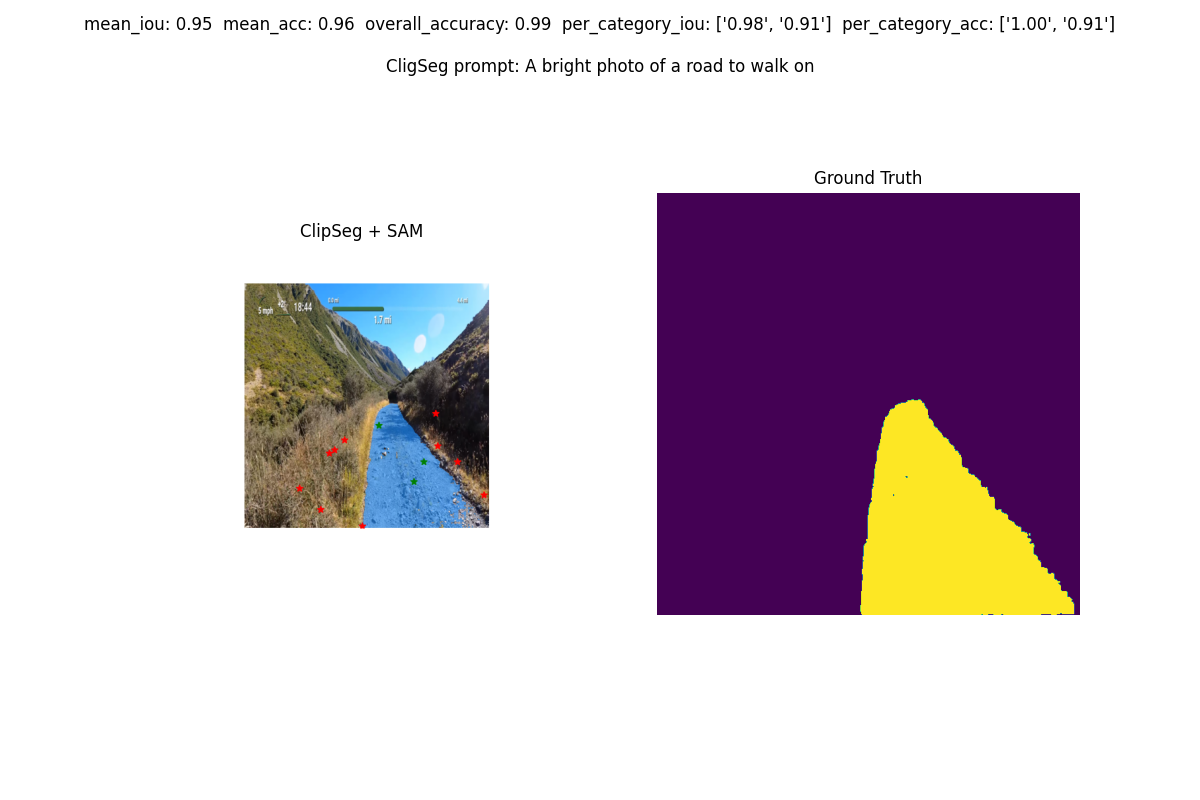 mean_iou: 0.95  mean_acc: 0.96  overall_accuracy: 0.99  per_category_iou: ['0.98', '0.91']  per_category_acc: ['1.00', '0.91']
CligSeg prompt: A bright photo of a road to walk on
Ground Truth
ClipSeg + SAM
5 mph
18:44
1.7 mi